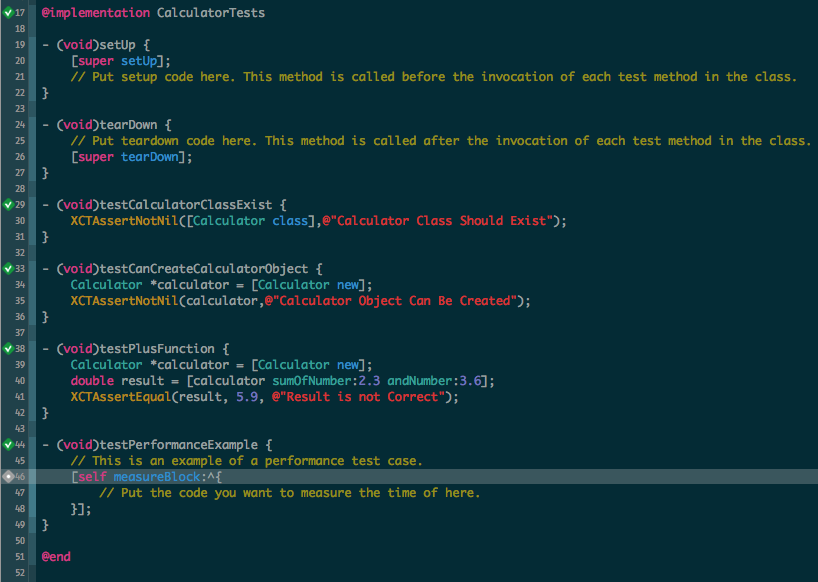 17 @implementation CalculatorTests
18
19 - (void)setUp {
20     [super setUp];
21     // Put setup code here. This method is called before the invocation of each test method in the class.
22 }
23
24 - (void)tearDown {
25     // Put teardown code here. This method is called after the invocation of each test method in the class.
26     [super tearDown];
27 }
28
29 - (void)testCalculatorClassExist {
30     XCTAssertNotNil([Calculator class],@"Calculator Class Should Exist");
31 }
32
33 - (void)testCanCreateCalculatorObject {
34     Calculator *calculator = [Calculator new];
35     XCTAssertNotNil(calculator,@"Calculator Object Can Be Created");
36 }
37
38 - (void)testPlusFunction {
39     Calculator *calculator = [Calculator new];
40     double result = [calculator sumOfNumber:2.3 andNumber:3.6];
41     XCTAssertEqual(result, 5.9, @"Result is not Correct");
42 }
43
44 - (void)testPerformanceExample {
45     // This is an example of a performance test case.
46     [self measureBlock:^{
47         // Put the code you want to measure the time of here.
48     }];
49 }
50
51 @end
52